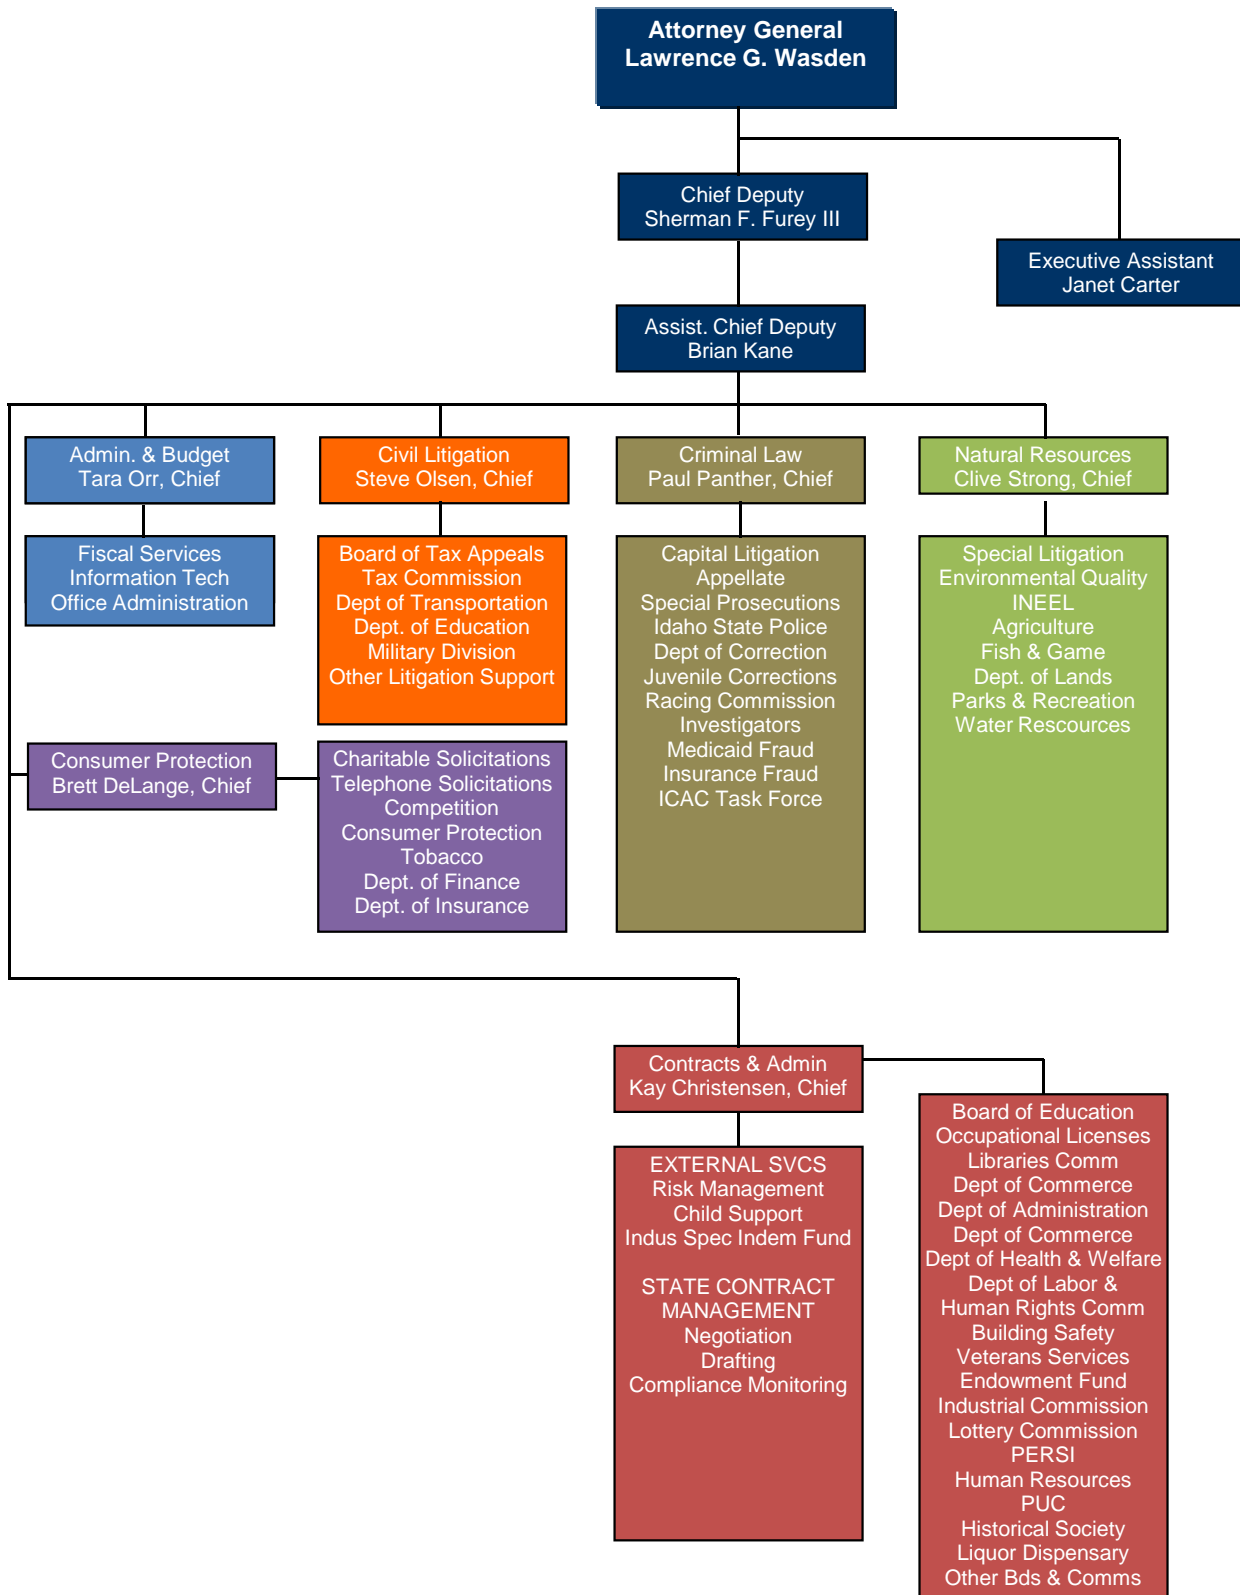 Attorney General
Lawrence G. Wasden
Chief Deputy
Sherman F. Furey III
Executive Assistant
Janet Carter
Assist. Chief Deputy
Brian Kane
Admin. & Budget
Tara Orr, Chief
Civil Litigation
Steve Olsen, Chief
Criminal Law
Paul Panther, Chief
Natural Resources
Clive Strong, Chief
Fiscal Services
Information Tech
Office Administration
Board of Tax Appeals
Tax Commission
Dept of Transportation
Dept. of Education
Military Division
Other Litigation Support
Capital Litigation
Appellate
Special Prosecutions
Idaho State Police
Dept of Correction
Juvenile Corrections
Racing Commission
Investigators
Medicaid Fraud
Insurance Fraud
ICAC Task Force
Special Litigation
Environmental Quality
INEEL
Agriculture
Fish & Game
Dept. of Lands
Parks & Recreation
Water Rescources
Consumer Protection
Brett DeLange, Chief
Charitable Solicitations
Telephone Solicitations
Competition
Consumer Protection
Tobacco
Dept. of Finance
Dept. of Insurance
Contracts & Admin
Kay Christensen, Chief
EXTERNAL SVCS
Risk Management
Child Support
Indus Spec Indem Fund
STATE CONTRACT
MANAGEMENT
Negotiation
Drafting
Compliance Monitoring
Board of Education
Occupational Licenses
Libraries Comm
Dept of Commerce
Dept of Administration
Dept of Commerce
Dept of Health & Welfare
Dept of Labor &
Human Rights Comm
Building Safety
Veterans Services
Endowment Fund
Industrial Commission
Lottery Commission
PERSI
Human Resources
PUC
Historical Society
Liquor Dispensary
Other Bds & Comms